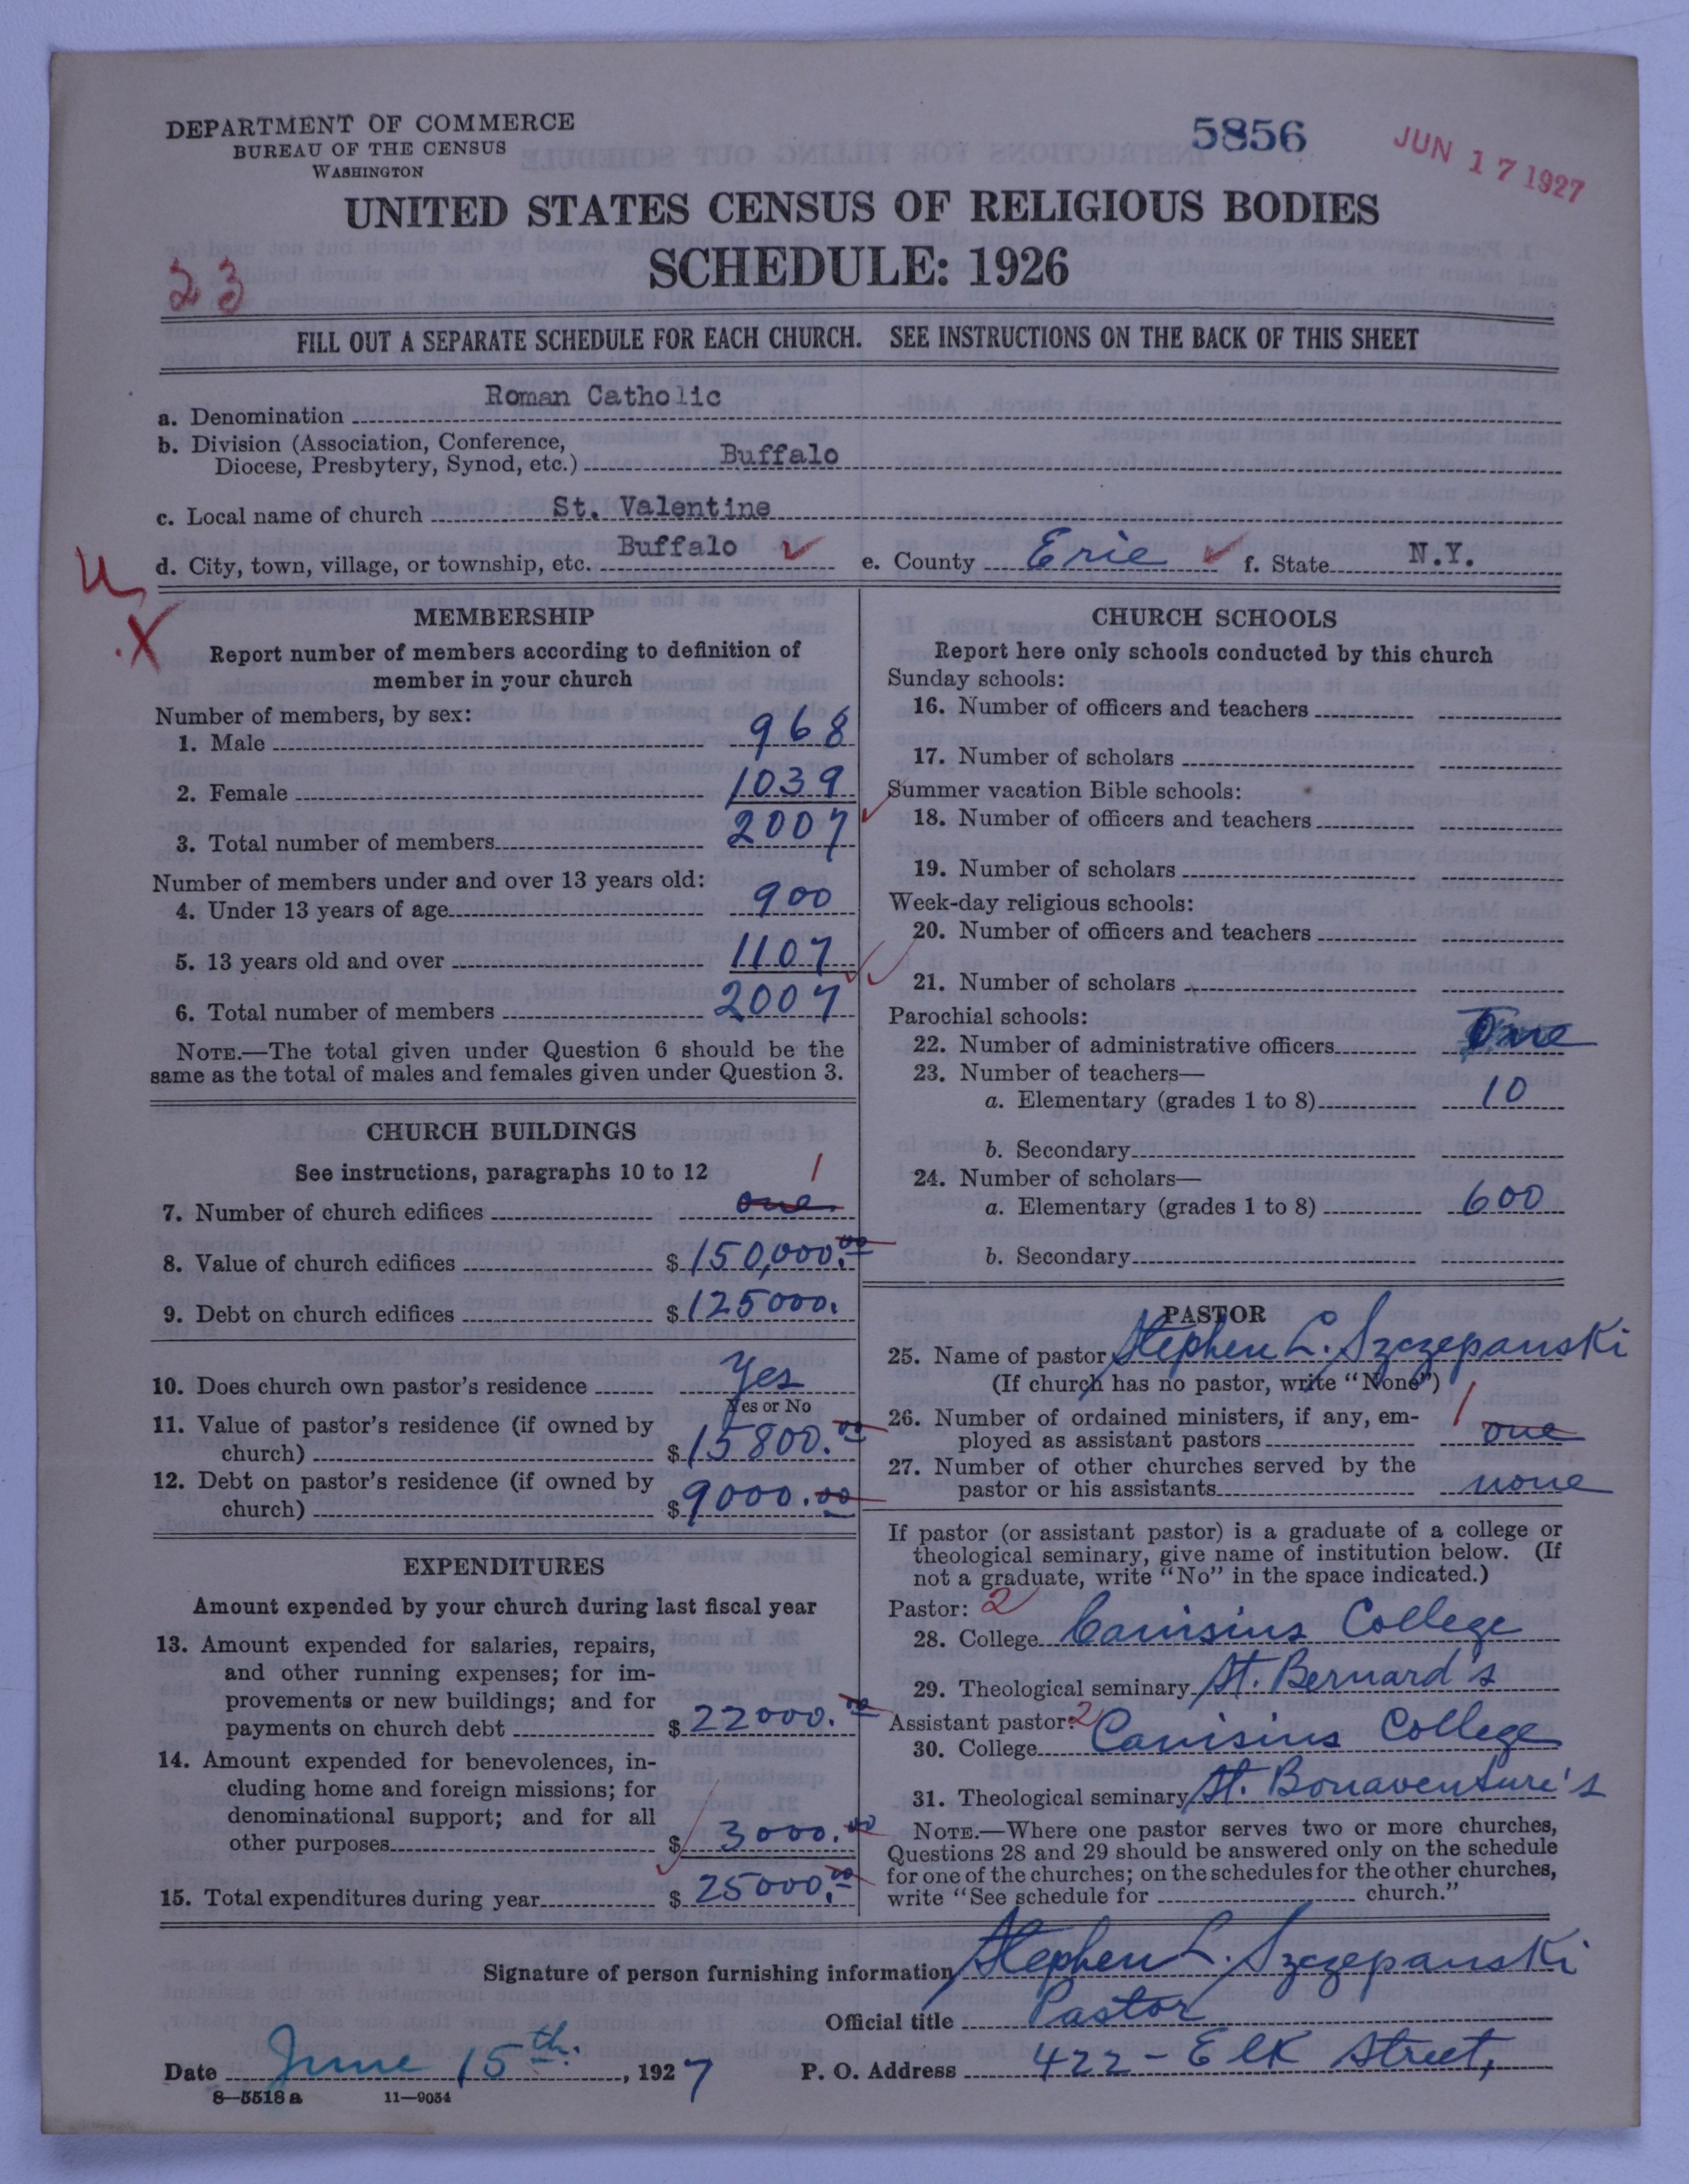 DEPARTMENT OF COMMERCE
BUREAU OF THE CENSUS
WASHINGTON
5856
JUN 17 1927
UNITED STATES CENSUS OF RELIGIOUS BODIES
SCHEDULE: 1926
23
FILL OUT A SEPARATE SCHEDULE FOR EACH CHURCH. SEE INSTRUCTIONS ON THE BACK OF THIS SHEET
a. Denomination Roman Catholic
b. Division (Association, Conference,
Diocese, Presbytery, Synod, etc.) Buffalo
c. Local name of church St. Valentine
d. City, town, village, or township, etc. Buffalo ✓ e. County Erie ✓ f. State N.Y.
X
MEMBERSHIP
Report number of members according to definition of
member in your church
Number of members, by sex:
1. Male 968
2. Female 1039
3. Total number of members 2007
Number of members under and over 13 years old:
4. Under 13 years of age 900
5. 13 years old and over 1107
6. Total number of members 2007
NOTE.—The total given under Question 6 should be the
same as the total of males and females given under Question 3.
CHURCH BUILDINGS
See instructions, paragraphs 10 to 12
1
7. Number of church edifices one
8. Value of church edifices $150,000.00
9. Debt on church edifices $125000.
10. Does church own pastor's residence Yes
Yes or No
11. Value of pastor's residence (if owned by
church) $15800.00
12. Debt on pastor's residence (if owned by
church) $9000.00
EXPENDITURES
Amount expended by your church during last fiscal year
13. Amount expended for salaries, repairs,
and other running expenses; for im-
provements or new buildings; and for
payments on church debt $22000.00
14. Amount expended for benevolences, in-
cluding home and foreign missions; for
denominational support; and for all
other purposes $3000.00
15. Total expenditures during year $25000.00
CHURCH SCHOOLS
Report here only schools conducted by this church
Sunday schools:
16. Number of officers and teachers
17. Number of scholars
Summer vacation Bible schools:
18. Number of officers and teachers
19. Number of scholars
Week-day religious schools:
20. Number of officers and teachers
21. Number of scholars
Parochial schools:
22. Number of administrative officers One
23. Number of teachers—
a. Elementary (grades 1 to 8) 10
b. Secondary
24. Number of scholars—
a. Elementary (grades 1 to 8) 600
b. Secondary
PASTOR
25. Name of pastor Stephen L. Szczepanski
(If church has no pastor, write "None")
26. Number of ordained ministers, if any, em-
ployed as assistant pastors 1 one
27. Number of other churches served by the
pastor or his assistants none
If pastor (or assistant pastor) is a graduate of a college or
theological seminary, give name of institution below. (If
not a graduate, write "No" in the space indicated.)
Pastor: 2
28. College Canisius College
29. Theological seminary St. Bernard's
Assistant pastor: 2
30. College Canisius College
31. Theological seminary St. Bonaventure's
NOTE.—Where one pastor serves two or more churches,
Questions 28 and 29 should be answered only on the schedule
for one of the churches; on the schedules for the other churches,
write "See schedule for church."
Signature of person furnishing information Stephen L. Szczepanski
Official title Pastor
Date June 15th., 1927 P. O. Address 422 - Elk Street,
8—5518a 11—9054